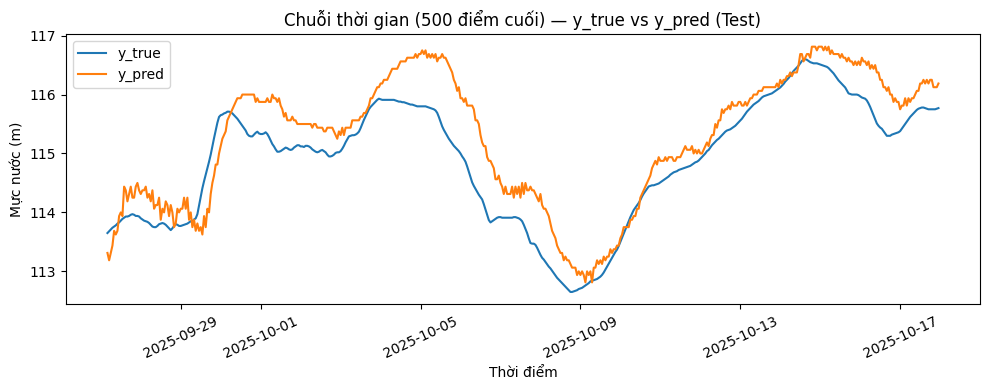 Chuỗi thời gian (500 điểm cuối) — y_true vs y_pred (Test)
y_true
y_pred
Mực nước (m)
117
116
115
114
113
2025-09-29
2025-10-01
2025-10-05
2025-10-09
2025-10-13
2025-10-17
Thời điểm